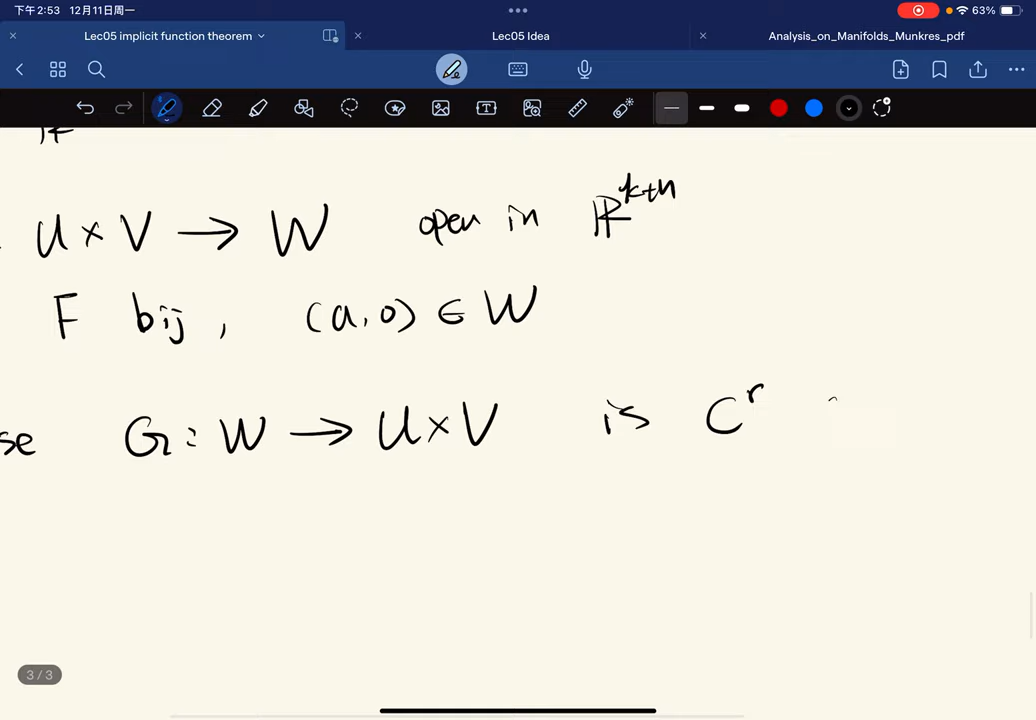 下午2:53 12月11日周一
63%
Lec05 implicit function theorem
Lec05 Idea
Analysis_on_Manifolds_Munkres_pdf
U × V → W open in ℝ^{k+n}
F bij, (a, 0) ∈ W
se G: W → U × V is C^r
3 / 3